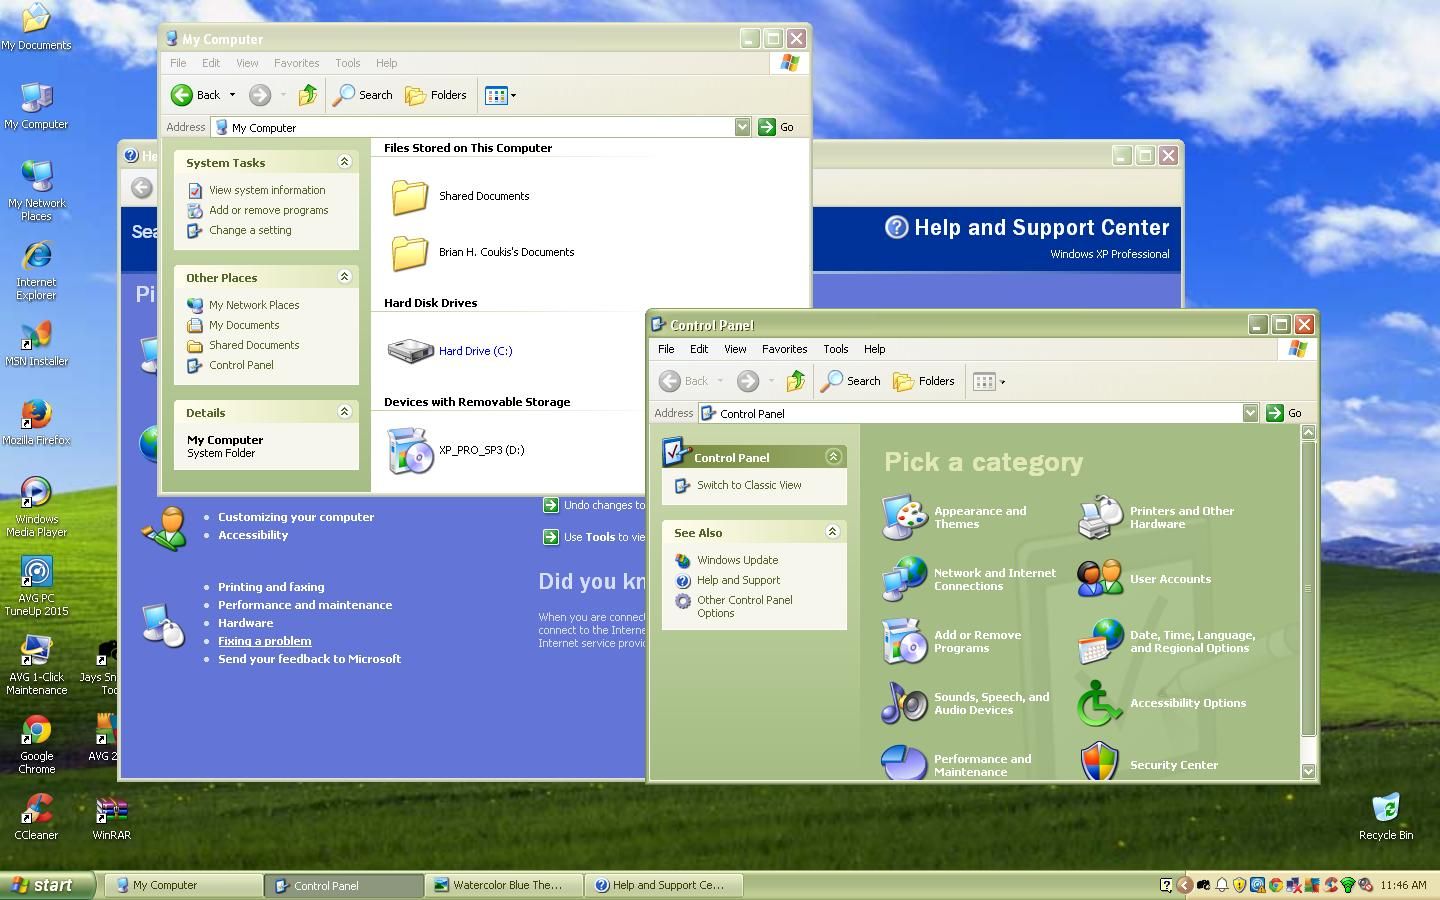 My Documents
My Computer
My Network
Places
Internet
Explorer
MSN Installer
Mozilla Firefox
Windows
Media Player
AVG PC
TuneUp 2015
AVG 1-Click
Maintenance
Google
Chrome
CCleaner
WinRAR
Jays Sn
Too
AVG 2
Recycle Bin
My Computer
File Edit View Favorites Tools Help
Back Search Folders
Address My Computer Go
System Tasks
View system information
Add or remove programs
Change a setting
Other Places
My Network Places
My Documents
Shared Documents
Control Panel
Details
My Computer
System Folder
Files Stored on This Computer
Shared Documents
Brian H. Coukis's Documents
Hard Disk Drives
Hard Drive (C:)
Devices with Removable Storage
XP_PRO_SP3 (D:)
He
Sea
Help and Support Center
Windows XP Professional
Pi
Customizing your computer
Accessibility
Printing and faxing
Performance and maintenance
Hardware
Fixing a problem
Send your feedback to Microsoft
Undo changes to
Use Tools to vie
Did you kn
When you are connec
connect to the Interne
Internet service provi
Control Panel
File Edit View Favorites Tools Help
Back Search Folders
Address Control Panel Go
Control Panel
Switch to Classic View
See Also
Windows Update
Help and Support
Other Control Panel
Options
Pick a category
Appearance and
Themes
Printers and Other
Hardware
Network and Internet
Connections
User Accounts
Add or Remove
Programs
Date, Time, Language,
and Regional Options
Sounds, Speech, and
Audio Devices
Accessibility Options
Performance and
Maintenance
Security Center
start My Computer Control Panel Watercolor Blue The... Help and Support Ce... 11:46 AM